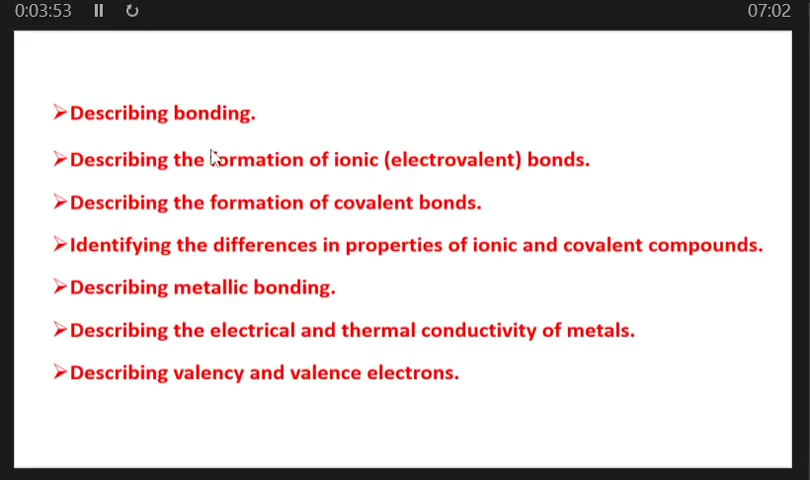 0:03:53 07:02
➢Describing bonding.
➢Describing the formation of ionic (electrovalent) bonds.
➢Describing the formation of covalent bonds.
➢Identifying the differences in properties of ionic and covalent compounds.
➢Describing metallic bonding.
➢Describing the electrical and thermal conductivity of metals.
➢Describing valency and valence electrons.